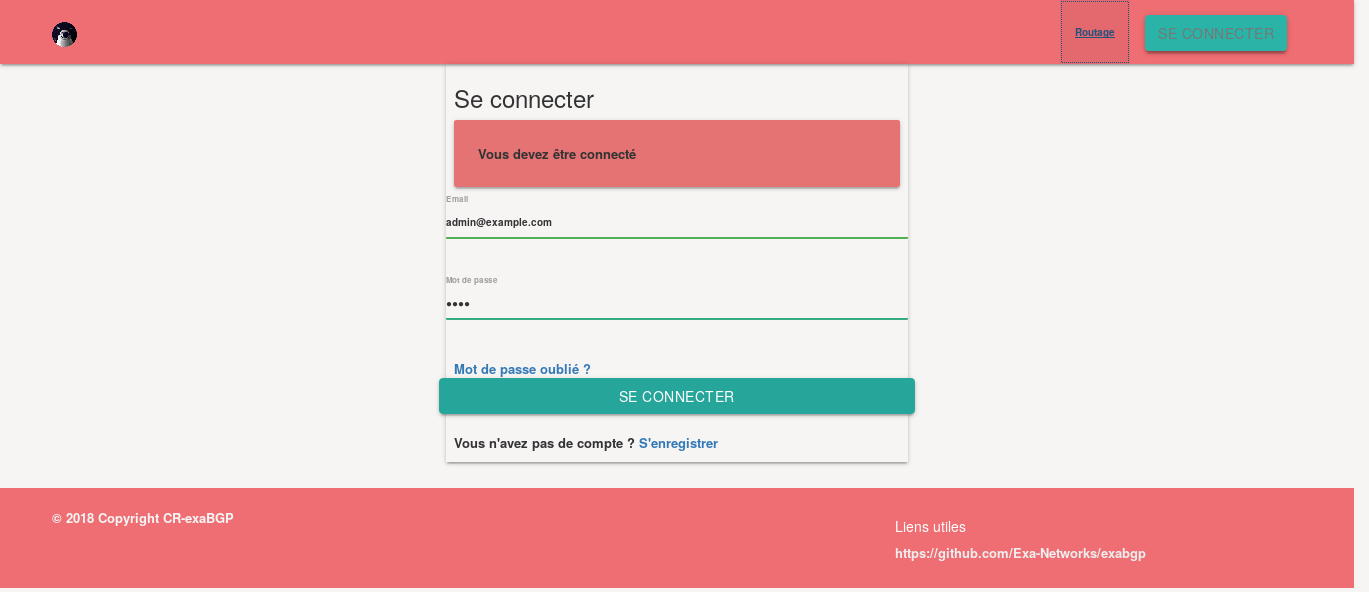 Routage
SE CONNECTER
Se connecter
Vous devez être connecté
Email
admin@example.com
Mot de passe
••••
Mot de passe oublié ?
SE CONNECTER
Vous n'avez pas de compte ? S'enregistrer
© 2018 Copyright CR-exaBGP
Liens utiles
https://github.com/Exa-Networks/exabgp